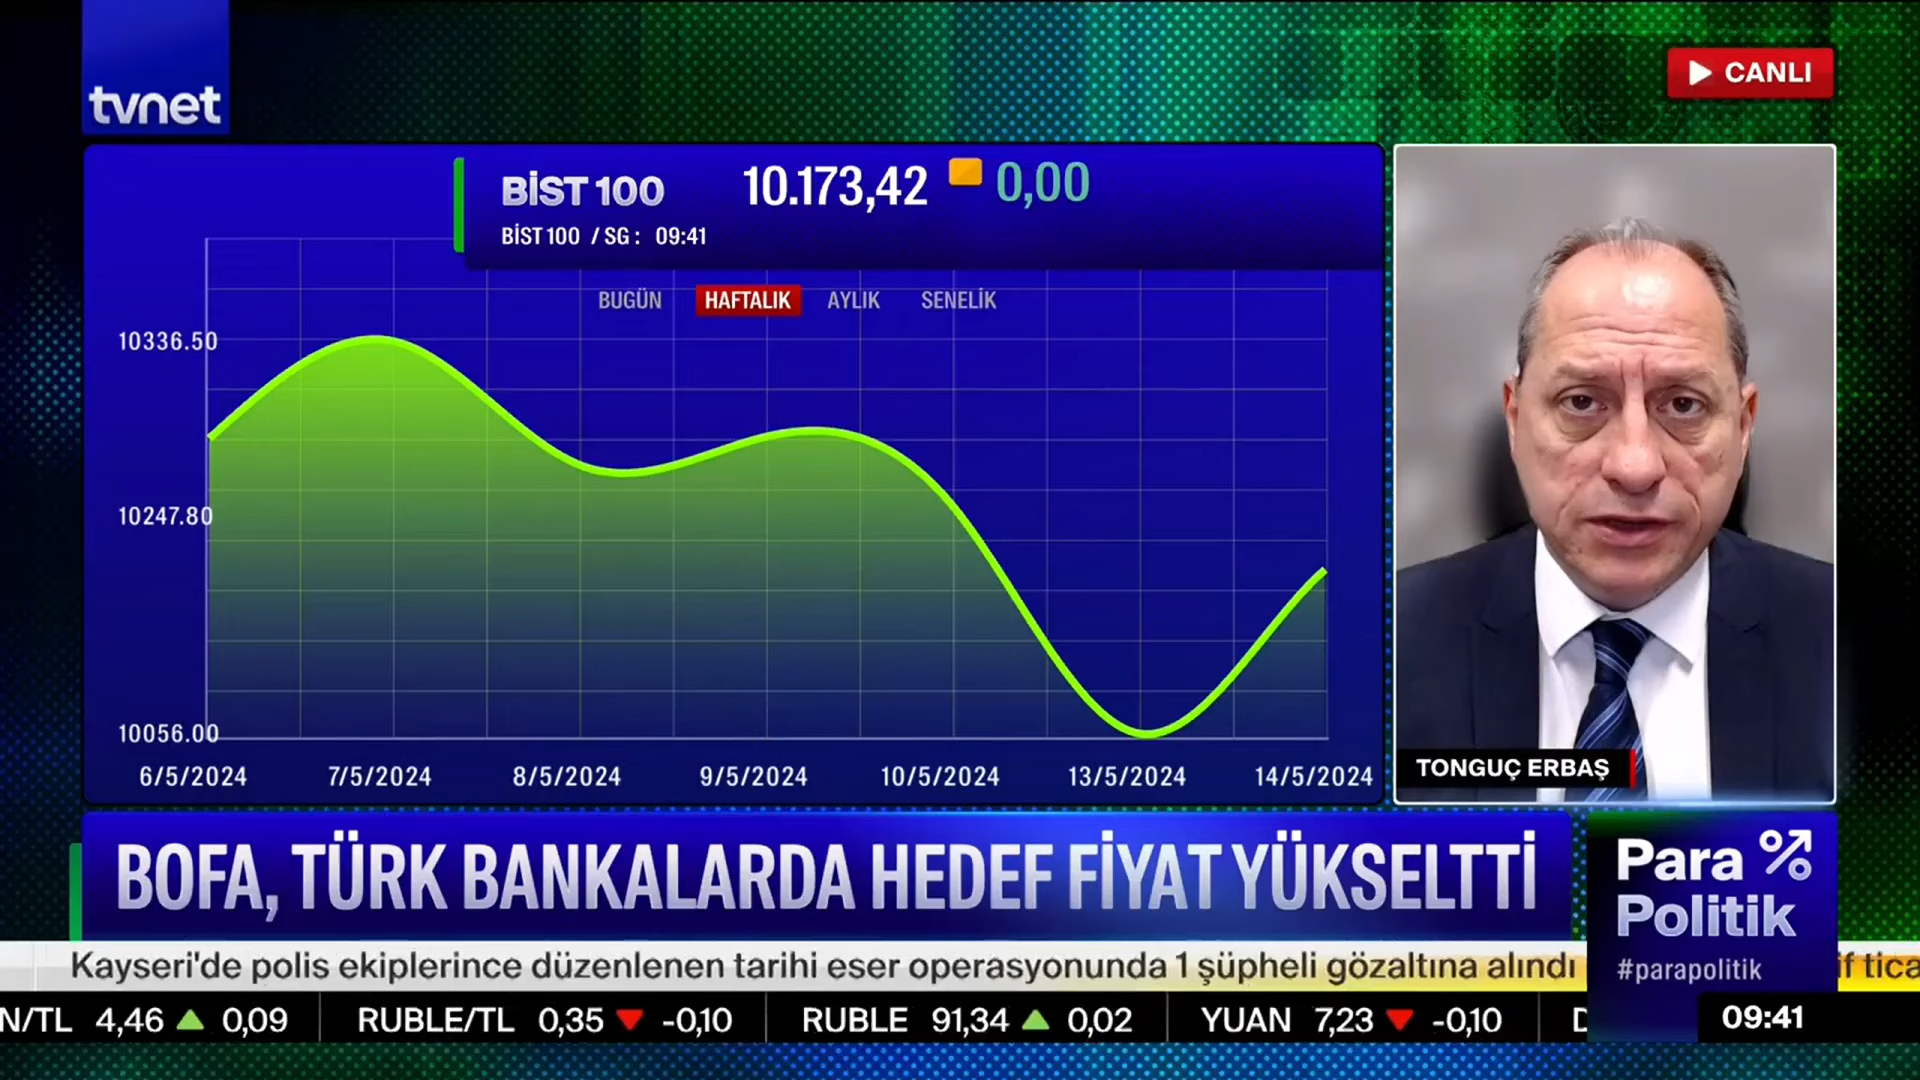 tvnet
CANLI
BİST 100 10.173,42 0,00
BİST 100 / SG : 09:41
BUGÜN HAFTALIK AYLIK SENELİK
10336.50
10247.80
10056.00
6/5/2024 7/5/2024 8/5/2024 9/5/2024 10/5/2024 13/5/2024 14/5/2024
TONGUÇ ERBAŞ
BOFA, TÜRK BANKALARDA HEDEF FİYAT YÜKSELTTİ
Para
Politik
#parapolitik
Kayseri'de polis ekiplerince düzenlenen tarihi eser operasyonunda 1 şüpheli gözaltına alındı
N/TL 4,46 0,09 RUBLE/TL 0,35 -0,10 RUBLE 91,34 0,02 YUAN 7,23 -0,10
09:41